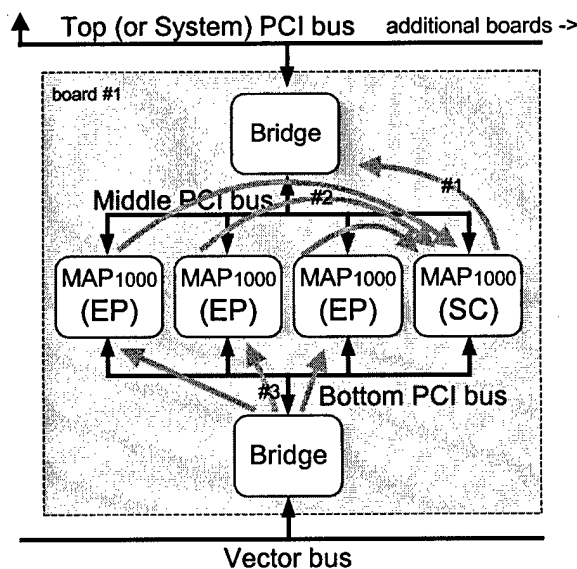 Top (or System) PCI bus
additional boards ->
board #1
Bridge
#1
Middle PCI bus
#2
MAP1000
(EP)
MAP1000
(EP)
MAP1000
(EP)
MAP1000
(SC)
#3
Bottom PCI bus
Bridge
Vector bus